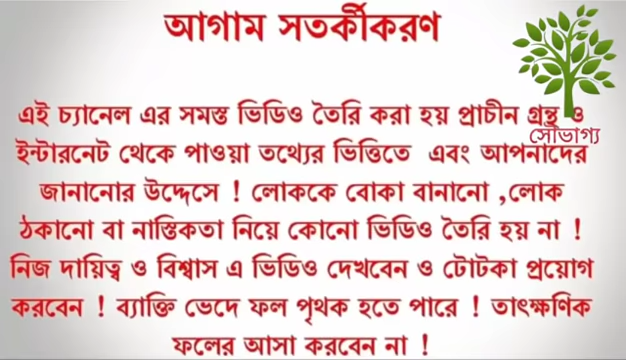 আগাম সতর্কীকরণ
এই চ্যানেল এর সমস্ত ভিডিও তৈরি করা হয় প্রাচীন গ্রন্থ ও
সৌভাগ্য
ইন্টারনেট থেকে পাওয়া তথ্যের ভিত্তিতে এবং আপনাদের
জানানোর উদ্দেসে ! লোককে বোকা বানানো ,লোক
ঠকানো বা নাস্তিকতা নিয়ে কোনো ভিডিও তৈরি হয় না !
নিজ দায়িত্ব ও বিশ্বাস এ ভিডিও দেখবেন ও টোটকা প্রয়োগ
করবেন ! ব্যাক্তি ভেদে ফল পৃথক হতে পারে ! তাৎক্ষণিক
ফলের আসা করবেন না !